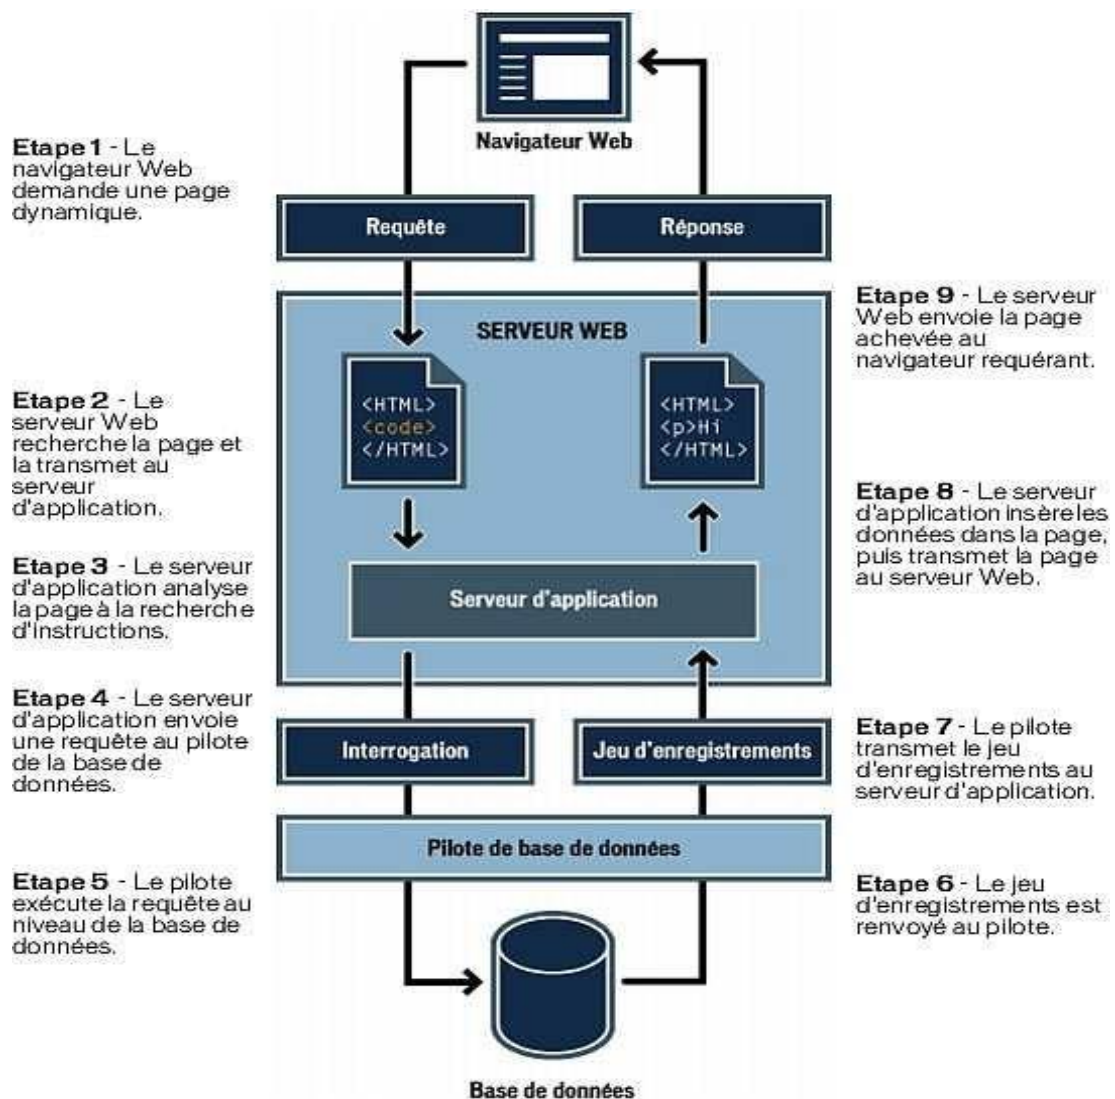 Navigateur Web
Etape 1 - Le
navigateur Web
demande une page
dynamique.
Requête
Réponse
SERVEUR WEB
<HTML>
<code>
</HTML>
<HTML>
<p>Hi
</HTML>
Etape 9 - Le serveur
Web envoie la page
achevée au
navigateur requérant.
Etape 2 - Le
serveur Web
recherche la page et
la transmet au
serveur
d'application.
Etape 8 - Le serveur
d'application insère les
données dans la page,
puis transmet la page
au serveur Web.
Etape 3 - Le serveur
d'application analyse
la page à la recherche
d'instructions.
Serveur d'application
Etape 4 - Le serveur
d'application envoie
une requête au pilote
de la base de
données.
Interrogation
Jeu d'enregistrements
Etape 7 - Le pilote
transmet le jeu
d'enregistrements au
serveur d'application.
Pilote de base de données
Etape 5 - Le pilote
exécute la requête au
niveau de la base de
données.
Etape 6 - Le jeu
d'enregistrements est
renvoyé au pilote.
Base de données